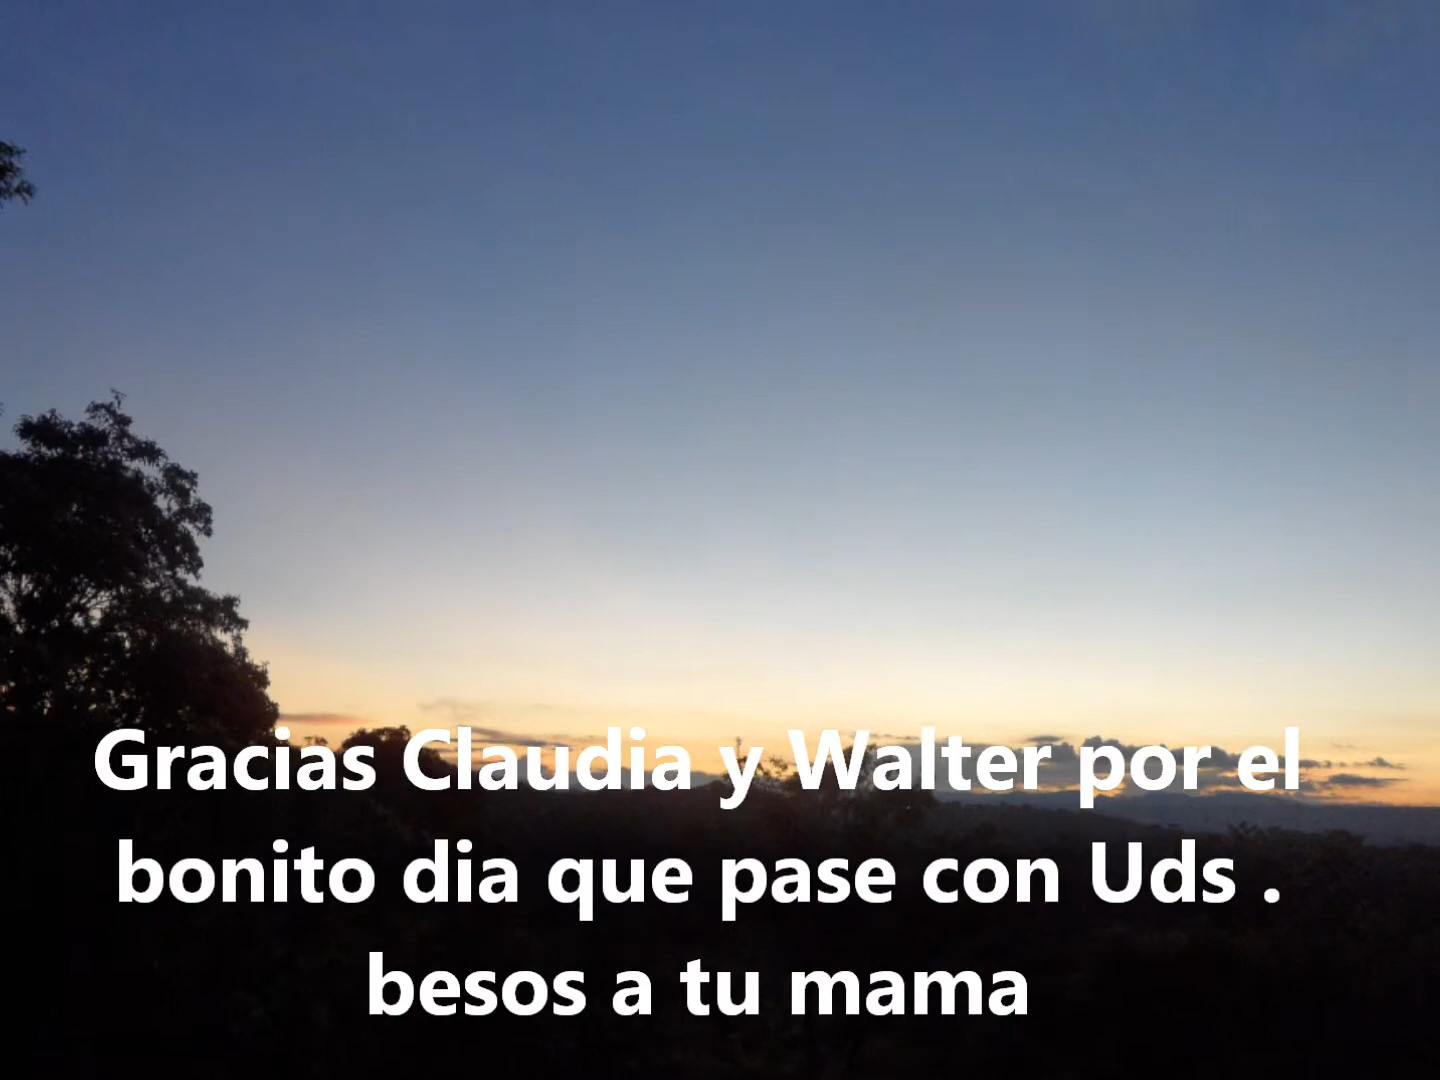 Gracias Claudia y Walter por el
bonito dia que pase con Uds .
besos a tu mama